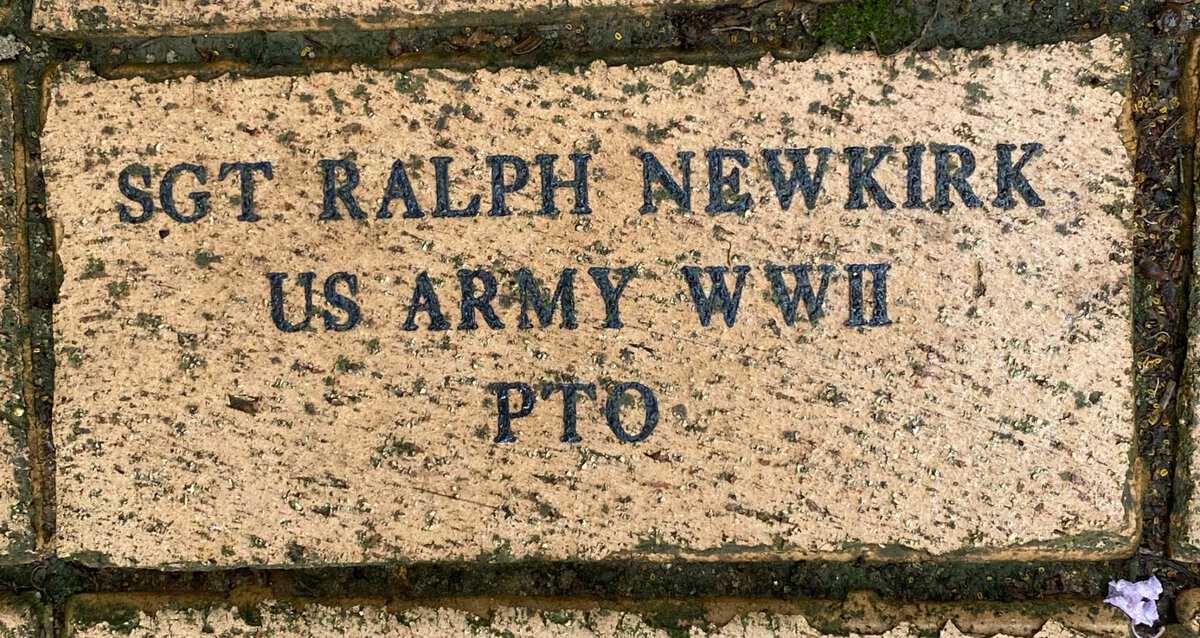 SGT RALPH NEWKIRK
US ARMY WWII
PTO